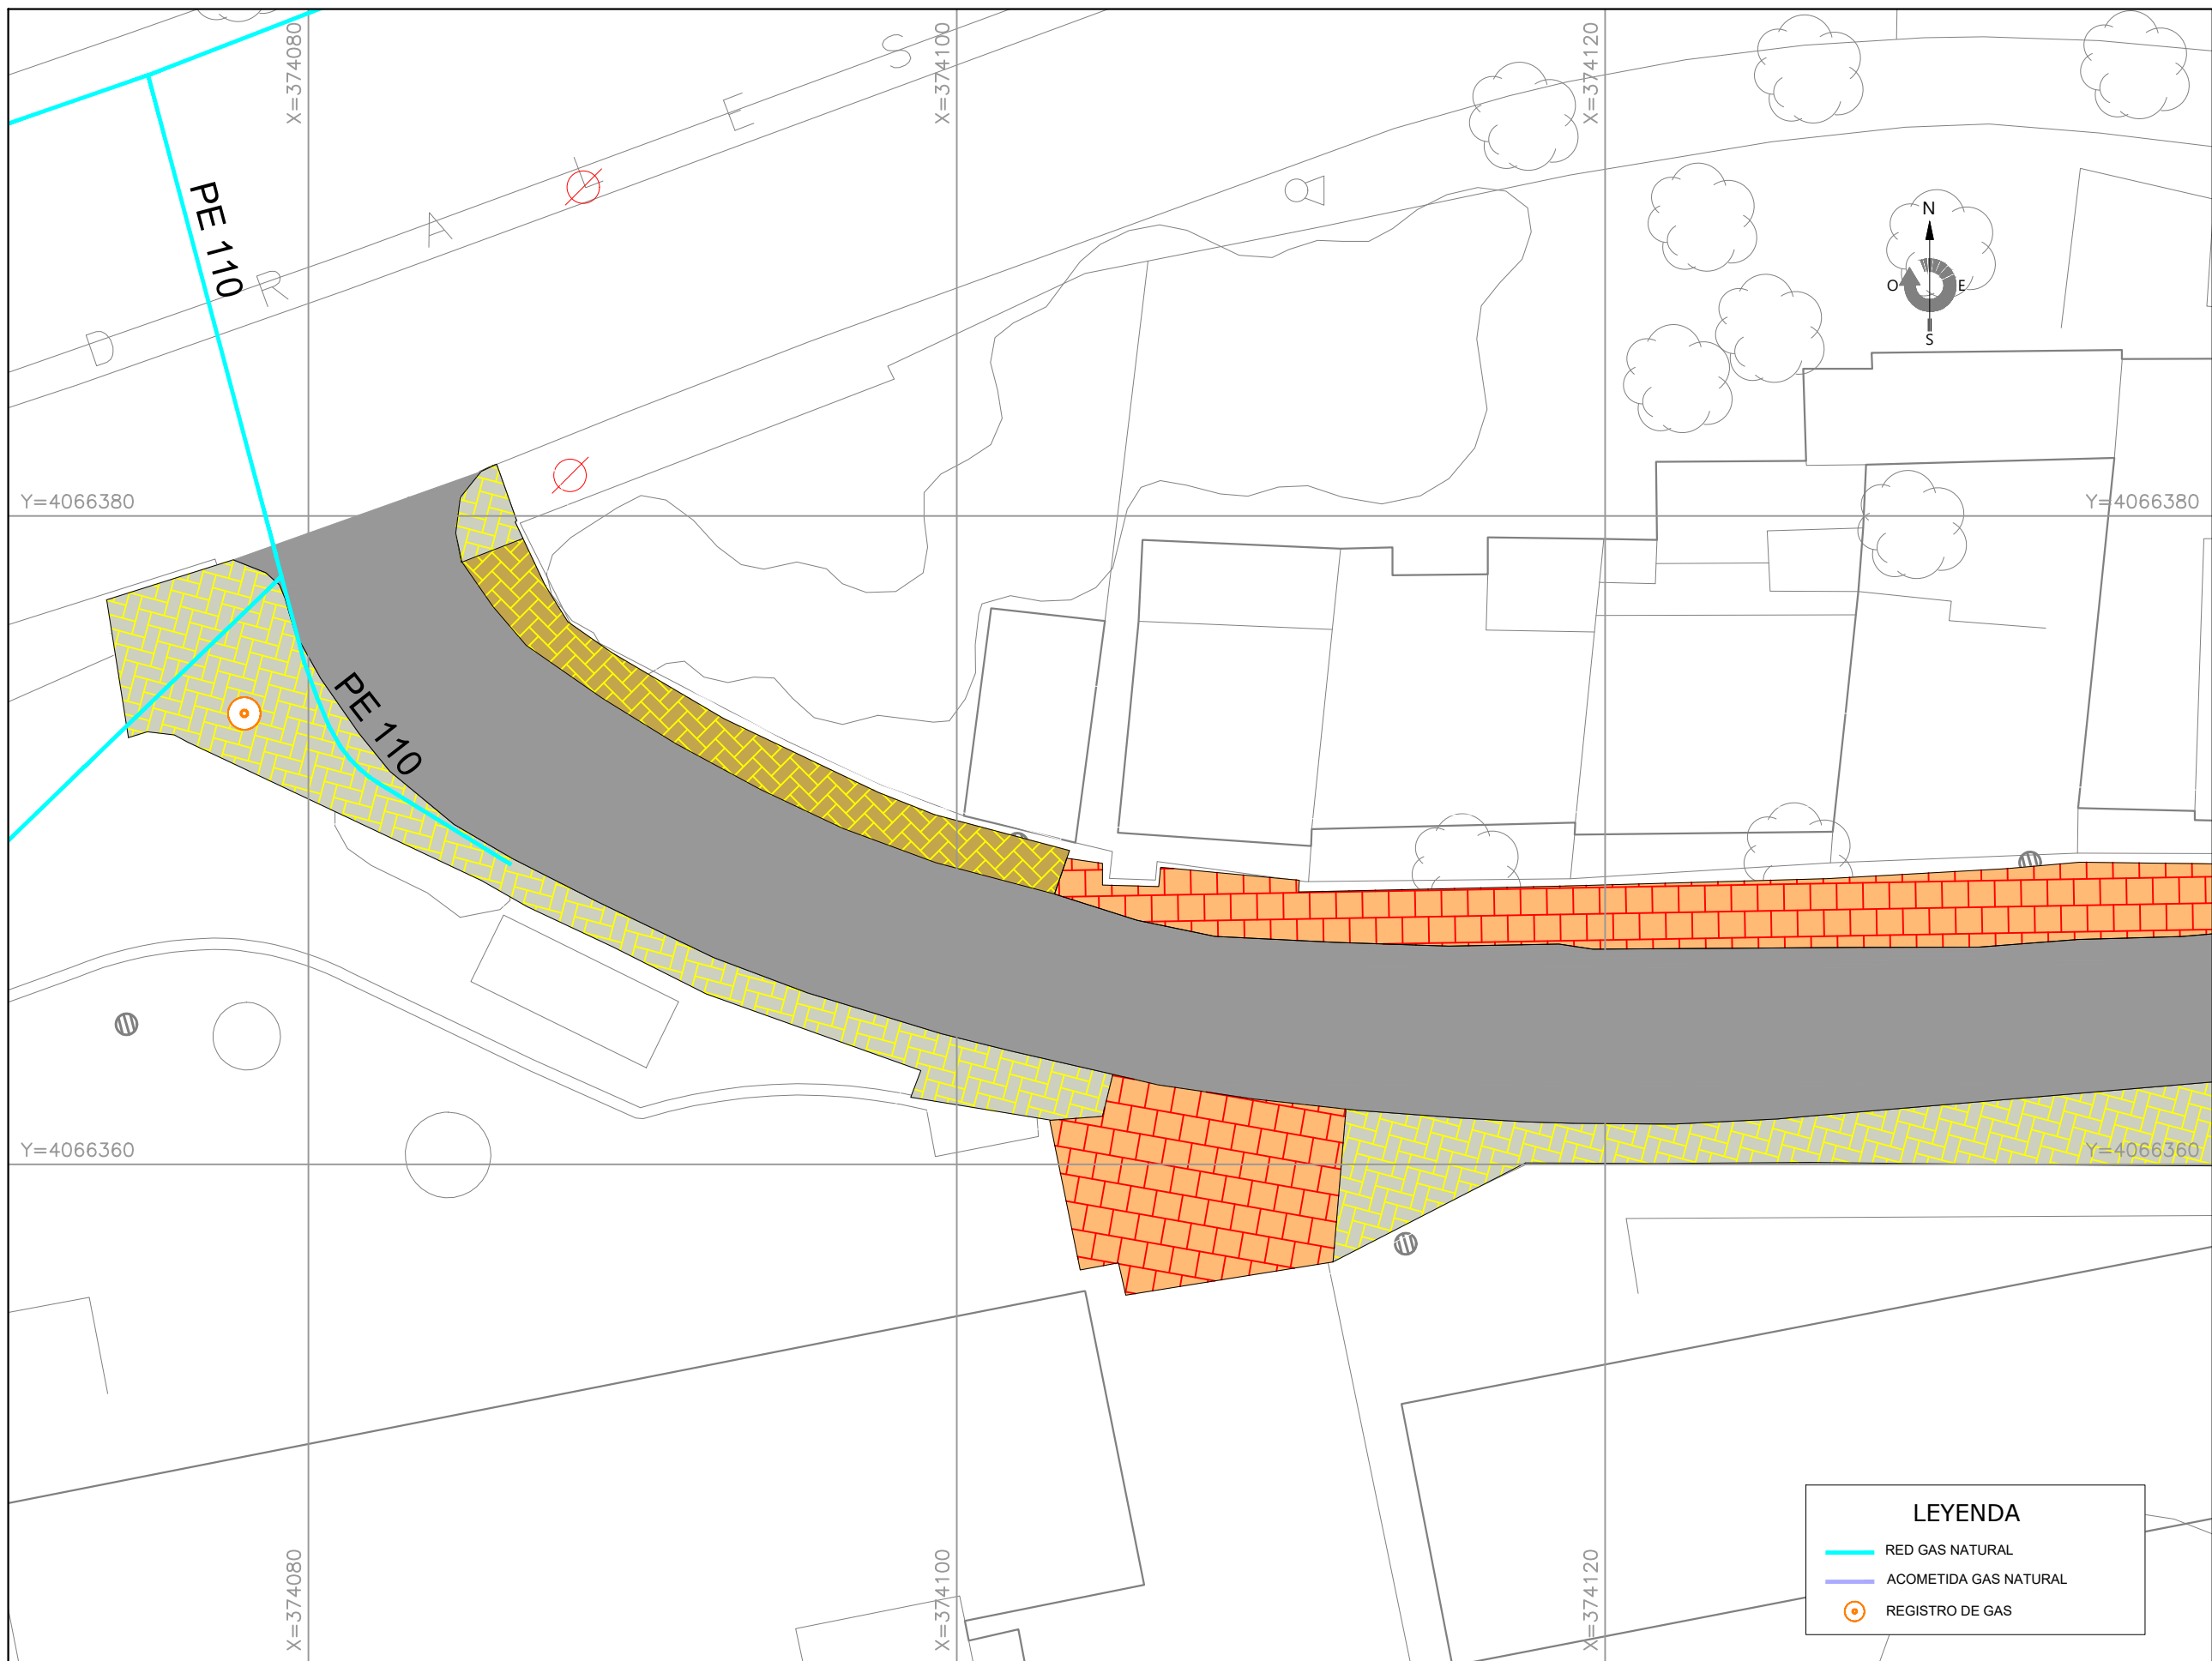 X=374080
X=374100
X=374120
D R A L E S
PE 110
N
O E
S
Y=4066380
Y=4066380
PE 110
Y=4066360
Y=4066360
X=374080
X=374100
X=374120
LEYENDA
RED GAS NATURAL
ACOMETIDA GAS NATURAL
REGISTRO DE GAS